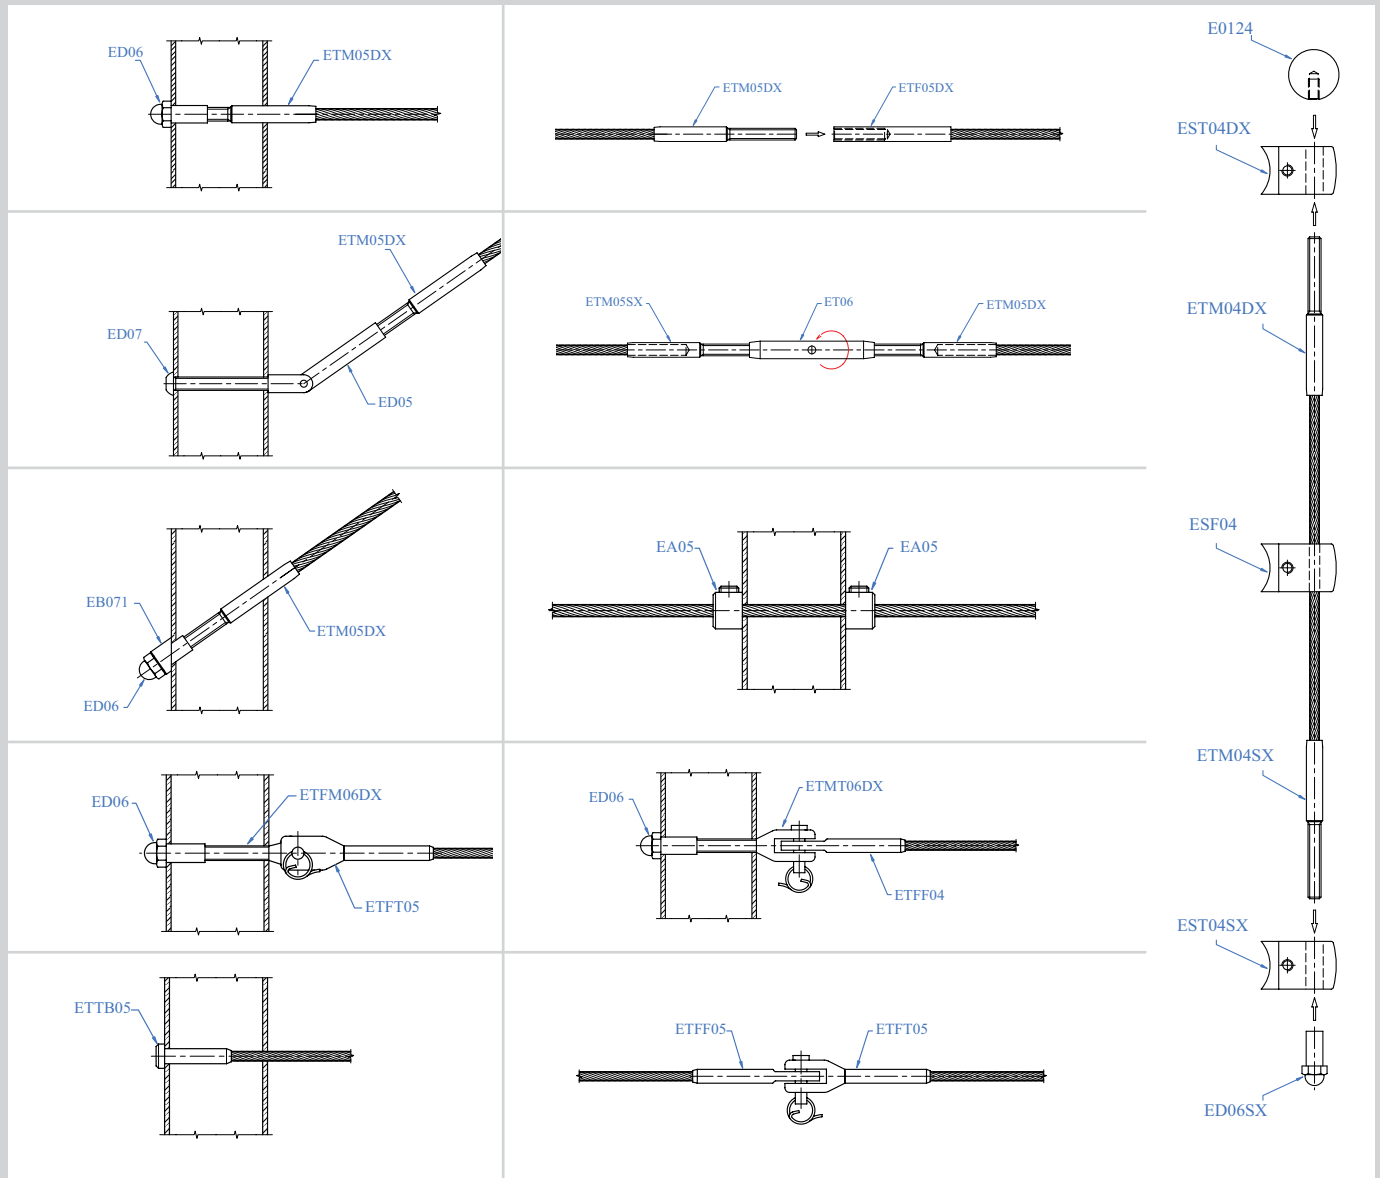 ED06
ETM05DX
ETM05DX
ETF05DX
ETM05DX
ED07
ED05
ETM05SX
ET06
ETM05DX
EB071
ETM05DX
ED06
EA05
EA05
ED06
ETFM06DX
ETFT05
ED06
ETMT06DX
ETFF04
ETTB05
ETFF05
ETFT05
E0124
EST04DX
ETM04DX
ESF04
ETM04SX
EST04SX
ED06SX